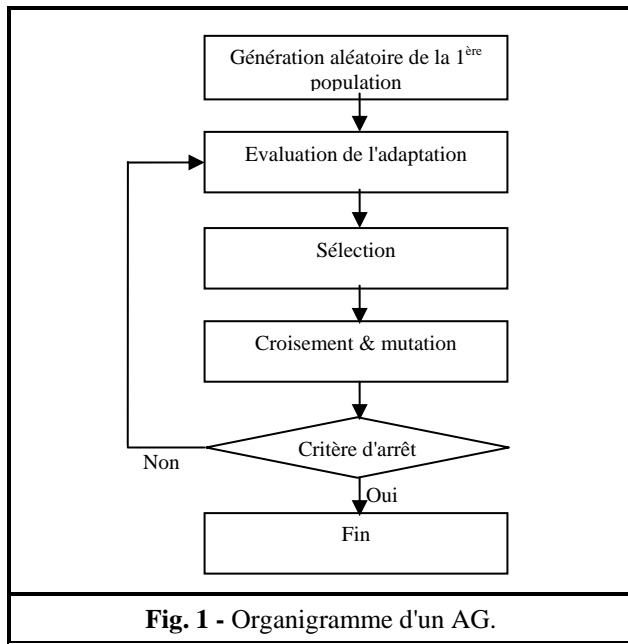 Génération aléatoire de la 1ère
population
Evaluation de l'adaptation
Sélection
Croisement & mutation
Critère d'arrêt
Non
Oui
Fin
Fig. 1 - Organigramme d'un AG.